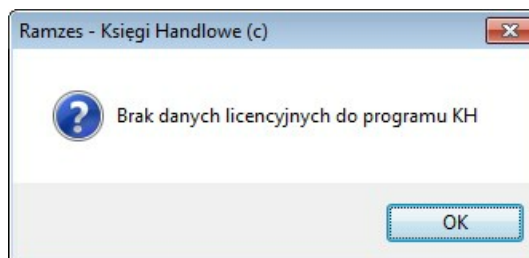 Ramzes - Księgi Handlowe (c)
Brak danych licencyjnych do programu KH
OK